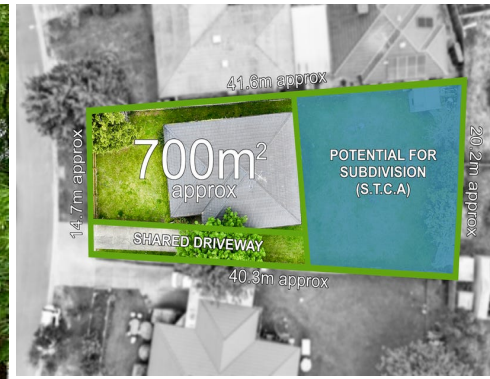 41.6m approx
14.7m approx
700m²
approx
POTENTIAL FOR
SUBDIVISION
(S.T.C.A)
20.2m approx
SHARED DRIVEWAY
40.3m approx